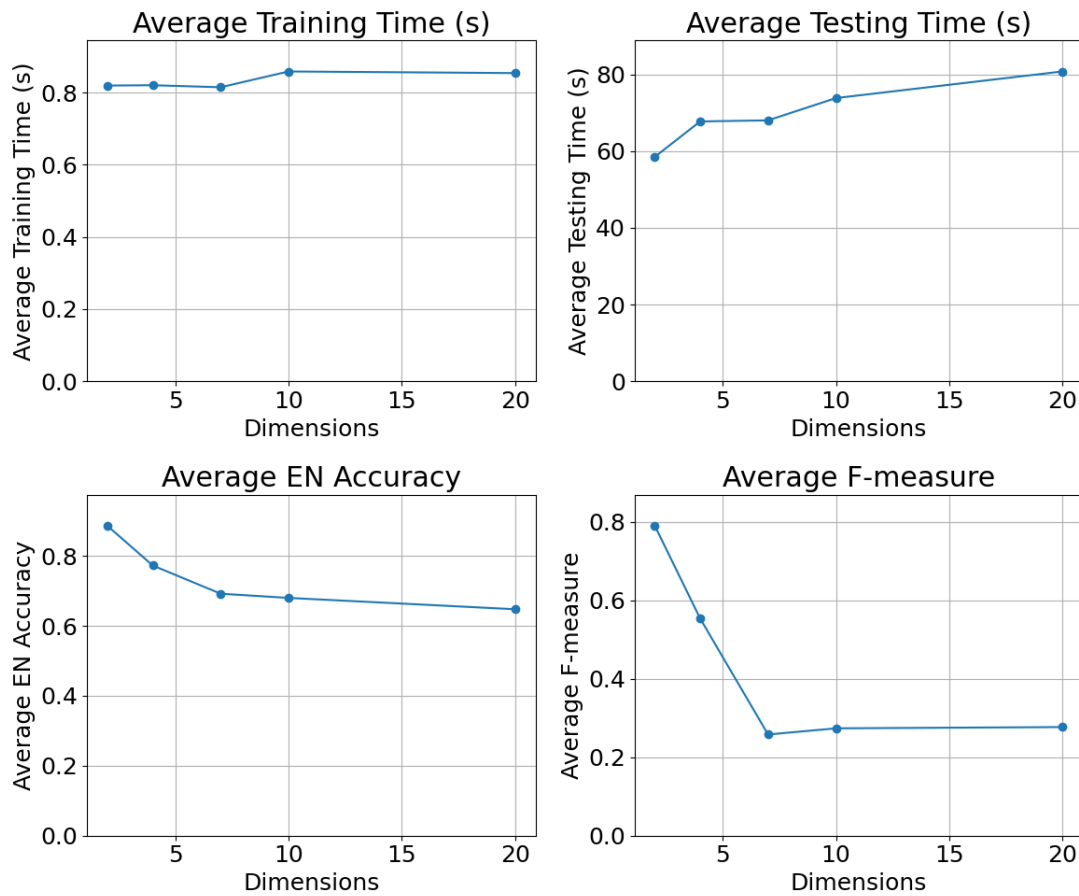 Average Training Time (s)
Average Training Time (s)
0.8
0.6
0.4
0.2
0.0
5 10 15 20
Dimensions
Average Testing Time (s)
Average Testing Time (s)
80
60
40
20
0
5 10 15 20
Dimensions
Average EN Accuracy
Average EN Accuracy
0.8
0.6
0.4
0.2
0.0
5 10 15 20
Dimensions
Average F-measure
Average F-measure
0.8
0.6
0.4
0.2
0.0
5 10 15 20
Dimensions